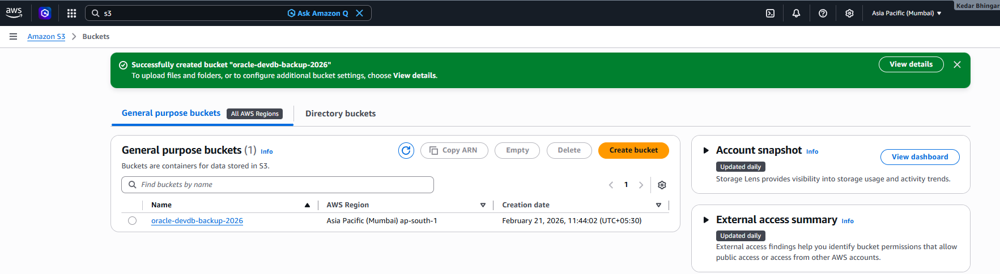 Kedar Bhingar
aws
s3
Ask Amazon Q
Asia Pacific (Mumbai)
Amazon S3
Buckets
Successfully created bucket "oracle-devdb-backup-2026"
To upload files and folders, or to configure additional bucket settings, choose View details.
View details
General purpose buckets
All AWS Regions
Directory buckets
General purpose buckets (1) Info
Copy ARN
Empty
Delete
Create bucket
Buckets are containers for data stored in S3.
Find buckets by name
1
Name
AWS Region
Creation date
oracle-devdb-backup-2026
Asia Pacific (Mumbai) ap-south-1
February 21, 2026, 11:44:02 (UTC+05:30)
Account snapshot Info
View dashboard
Updated daily
Storage Lens provides visibility into storage usage and activity trends.
External access summary Info
Updated daily
External access findings help you identify bucket permissions that allow
public access or access from other AWS accounts.